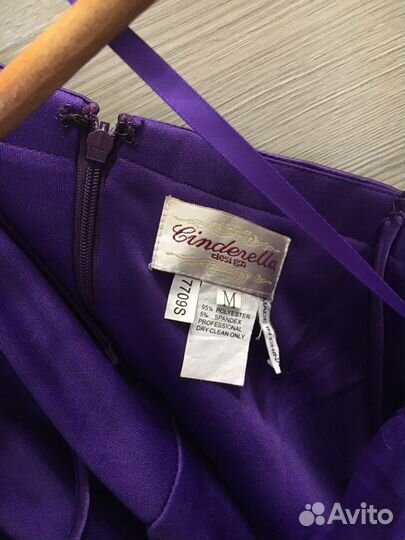 Cinderella
design
M
7709S
95% POLYESTER
5% SPANDEX
PROFESSIONAL
DRY CLEAN ONLY
Avito